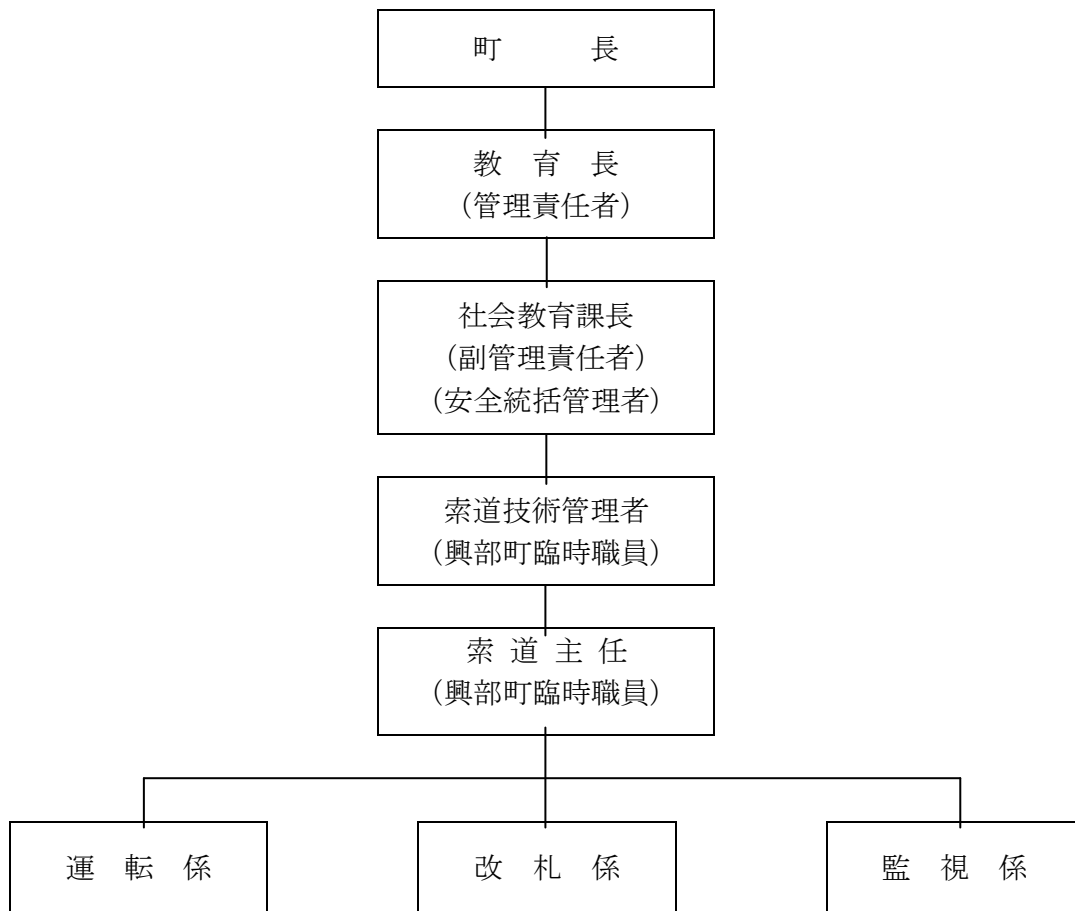 町　　　長
教　育　長
（管理責任者）
社会教育課長
（副管理責任者）
（安全統括管理者）
索道技術管理者
（興部町臨時職員）
索 道 主 任
（興部町臨時職員）
運　転　係
改　札　係
監　視　係